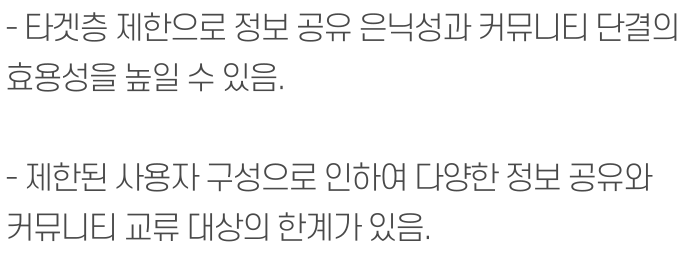 - 타겟층 제한으로 정보 공유 은닉성과 커뮤니티 단결의
효용성을 높일 수 있음.
- 제한된 사용자 구성으로 인하여 다양한 정보 공유와
커뮤니티 교류 대상의 한계가 있음.